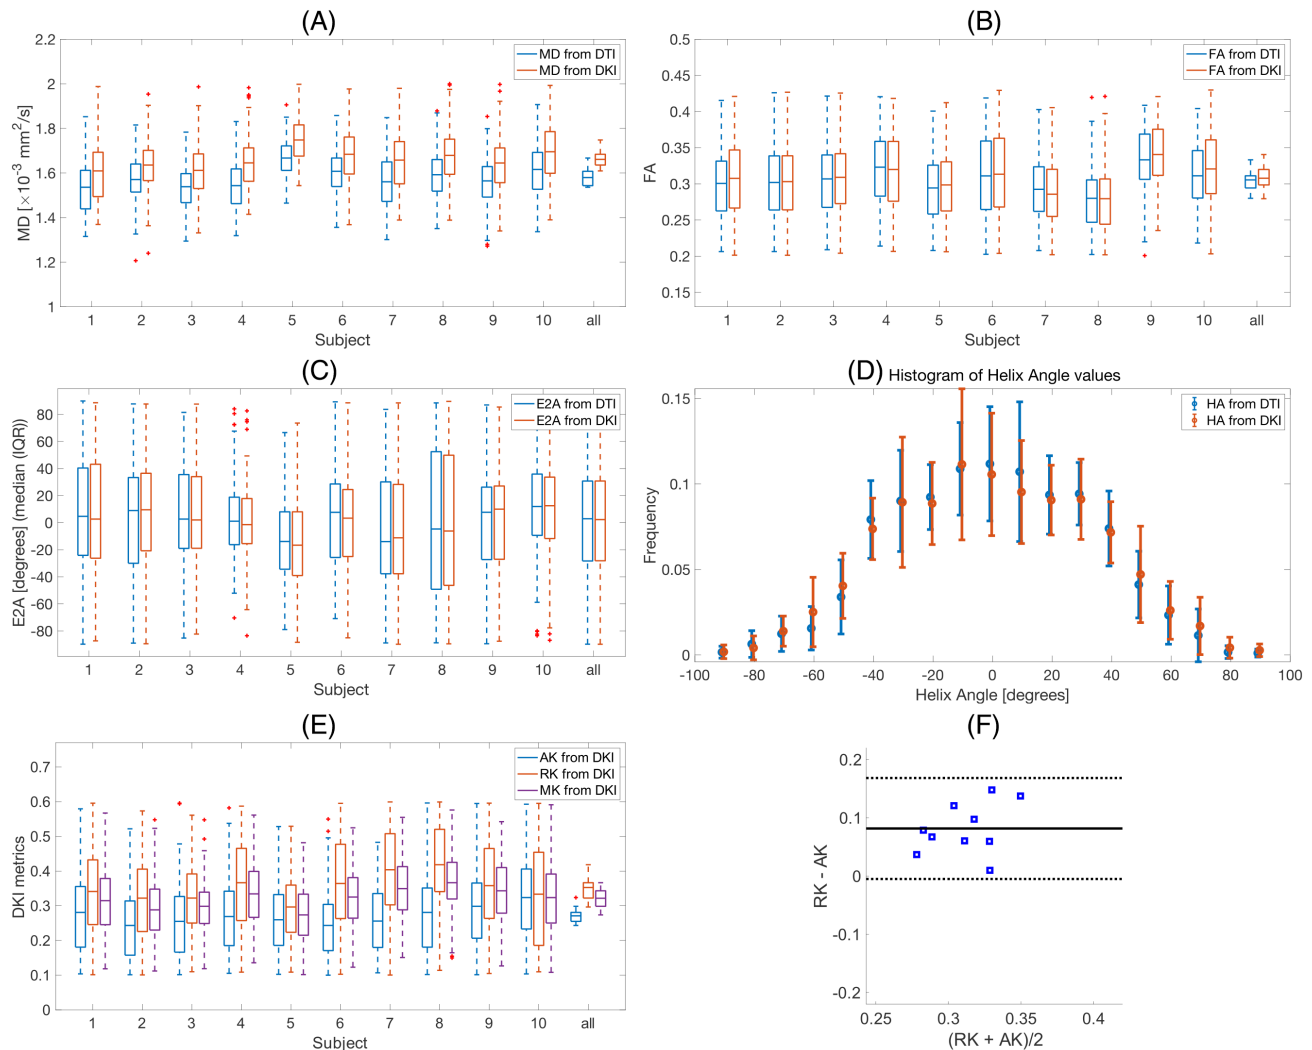 (A)
MD [×10⁻³ mm²/s)
2.2
2
1.8
1.6
1.4
1.2
1
MD from DTI
MD from DKI
1 2 3 4 5 6 7 8 9 10 all
Subject
(B)
FA
0.5
0.45
0.4
0.35
0.3
0.25
0.2
0.15
FA from DTI
FA from DKI
1 2 3 4 5 6 7 8 9 10 all
Subject
(C)
E2A [degrees] (median (IQR))
80
60
40
20
0
-20
-40
-60
-80
E2A from DTI
E2A from DKI
1 2 3 4 5 6 7 8 9 10 all
Subject
(D)
Histogram of Helix Angle values
Frequency
0.15
0.1
0.05
0
HA from DTI
HA from DKI
-100 -80 -60 -40 -20 0 20 40 60 80 100
Helix Angle [degrees]
(E)
DKI metrics
0.7
0.6
0.5
0.4
0.3
0.2
0.1
0
AK from DKI
RK from DKI
MK from DKI
1 2 3 4 5 6 7 8 9 10 all
Subject
(F)
RK - AK
0.2
0.1
0
-0.1
-0.2
0.25 0.3 0.35 0.4
(RK + AK)/2